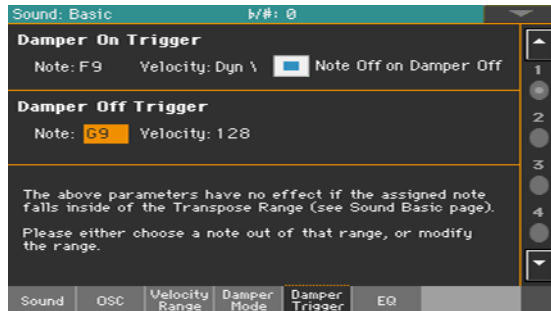 Sound: Basic b/#: 0
Damper On Trigger
Note: F9 Velocity: Dyn \ Note Off on Damper Off
Damper Off Trigger
Note: G9 Velocity: 128
The above parameters have no effect if the assigned note
falls inside of the Transpose Range (see Sound Basic page).
Please either choose a note out of that range, or modify
the range.
1
2
3
4
Sound OSC Velocity Range Damper Mode Damper Trigger EQ